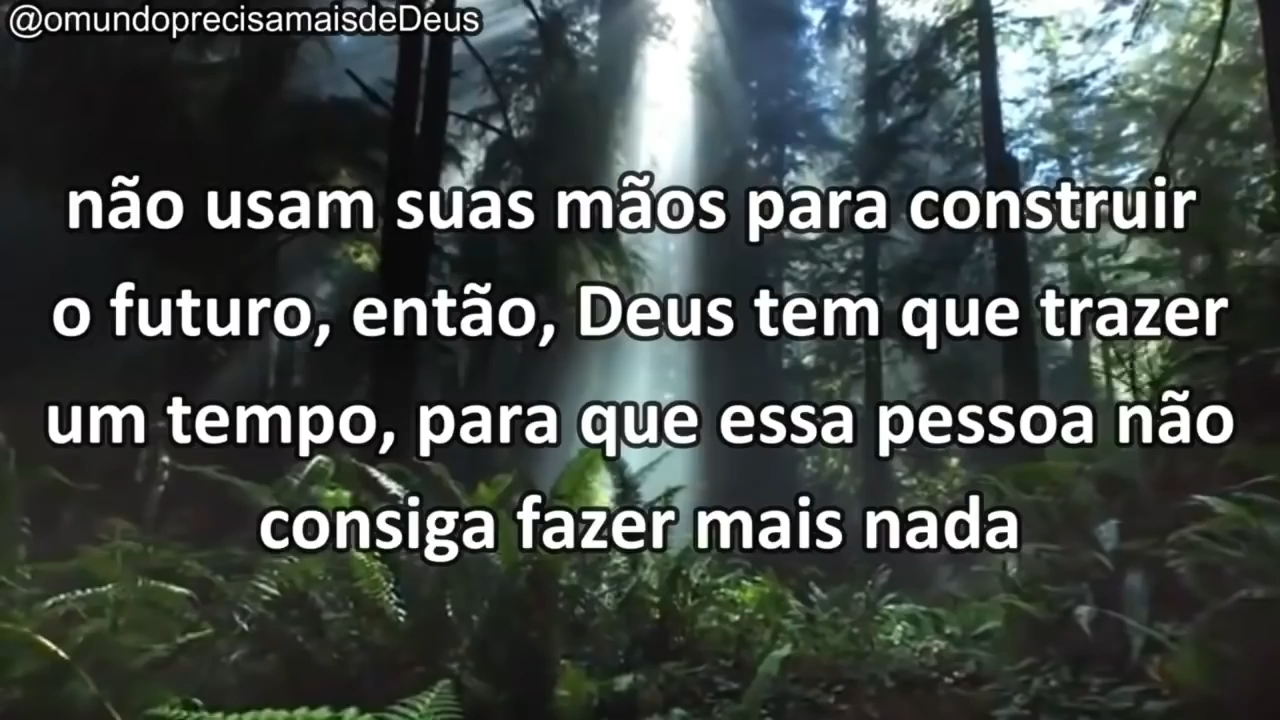 @omundoprecisamaisdeDeus
não usam suas mãos para construir
o futuro, então, Deus tem que trazer
um tempo, para que essa pessoa não
consiga fazer mais nada